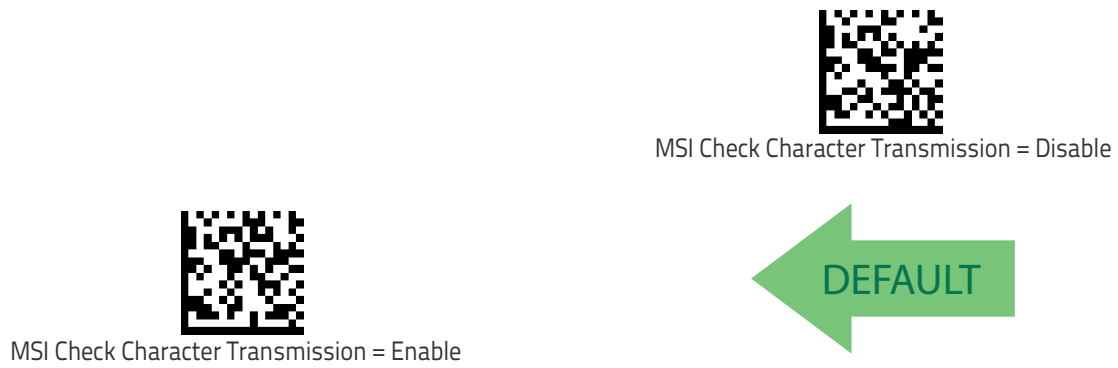 MSI Check Character Transmission = Disable
DEFAULT
MSI Check Character Transmission = Enable